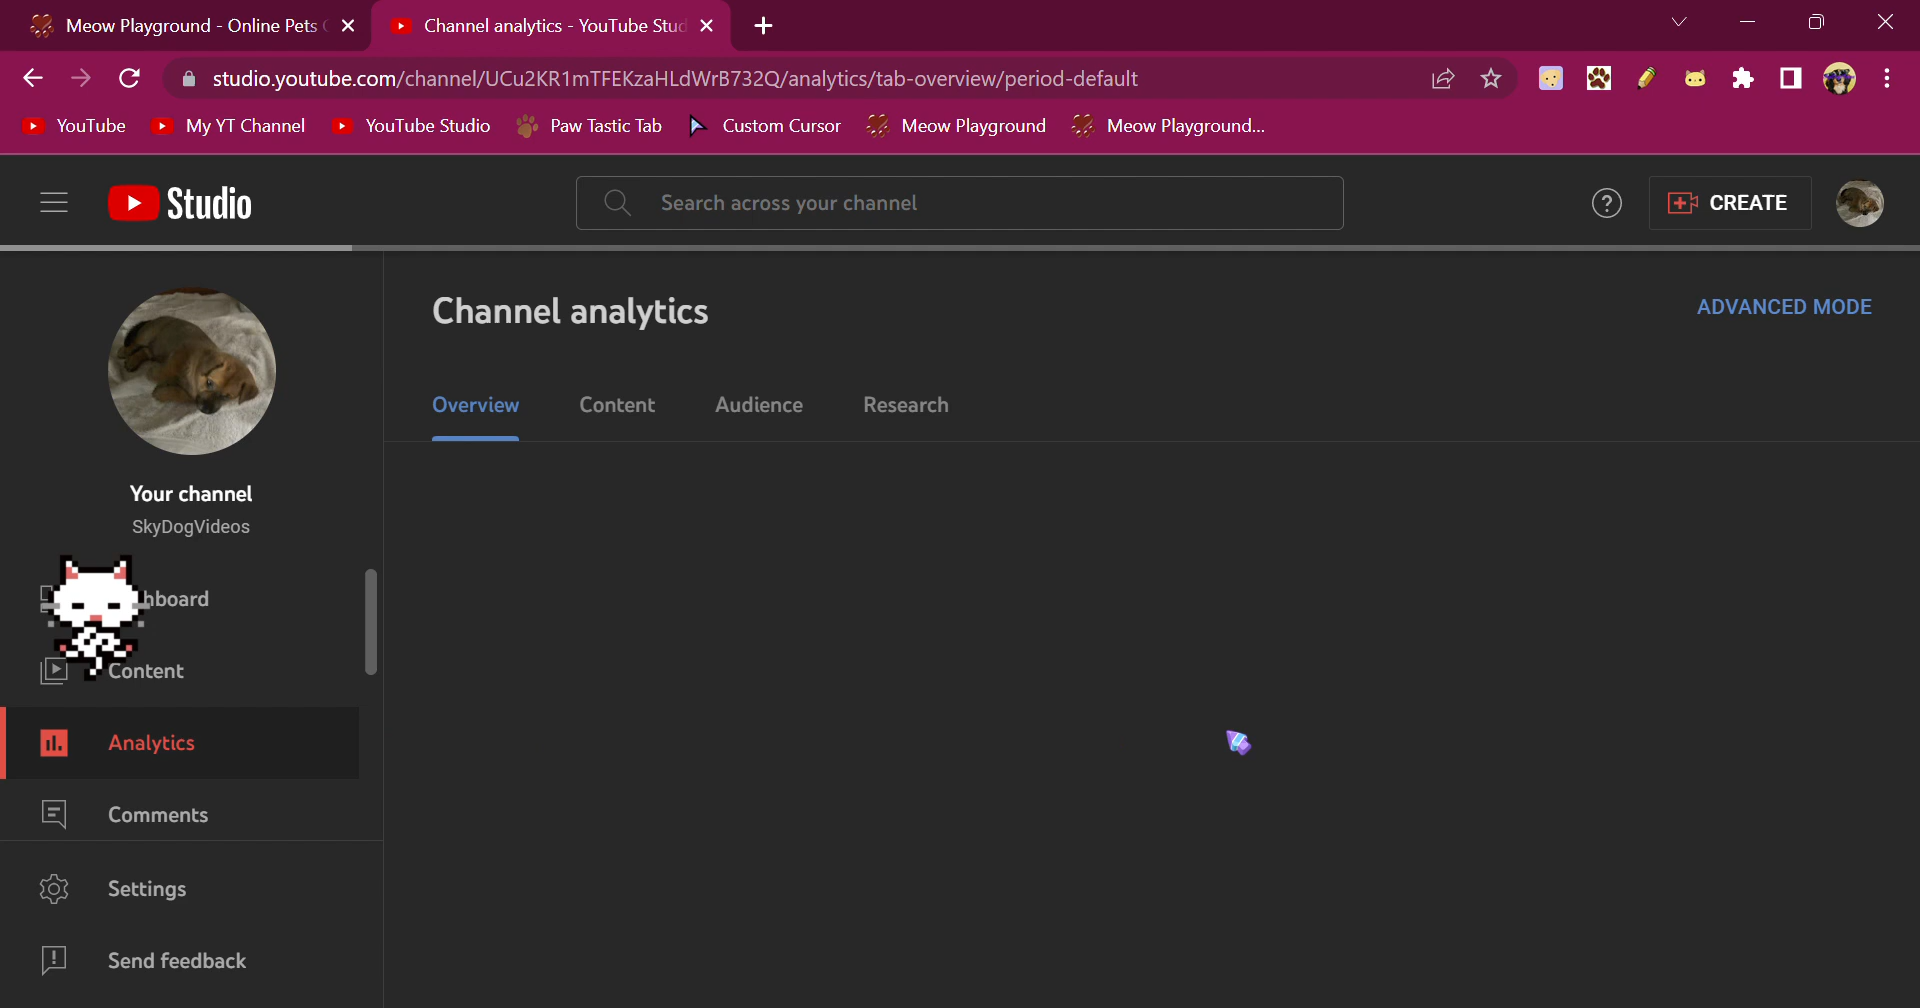 Meow Playground - Online Pets
Channel analytics - YouTube Stud
studio.youtube.com/channel/UCu2KR1mTFEKzaHLdWrB732Q/analytics/tab-overview/period-default
YouTube
My YT Channel
YouTube Studio
Paw Tastic Tab
Custom Cursor
Meow Playground
Meow Playground...
Studio
Search across your channel
CREATE
Channel analytics
ADVANCED MODE
Overview
Content
Audience
Research
Your channel
SkyDogVideos
hboard
Content
Analytics
Comments
Settings
Send feedback